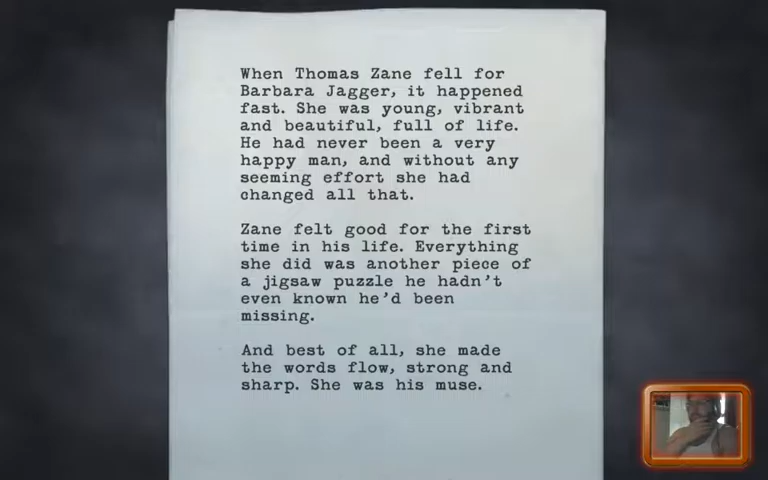 When Thomas Zane fell for
Barbara Jagger, it happened
fast. She was young, vibrant
and beautiful, full of life.
He had never been a very
happy man, and without any
seeming effort she had
changed all that.
Zane felt good for the first
time in his life. Everything
she did was another piece of
a jigsaw puzzle he hadn't
even known he'd been
missing.
And best of all, she made
the words flow, strong and
sharp. She was his muse.